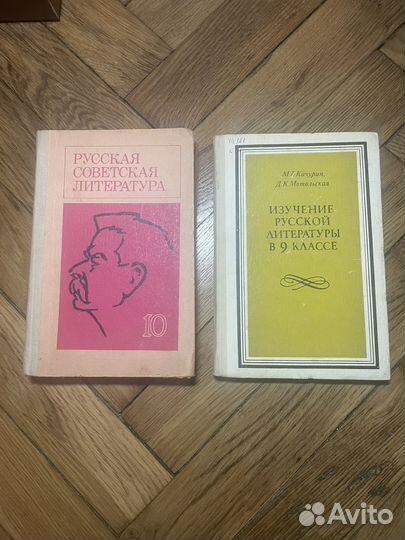 РУССКАЯ
СОВЕТСКАЯ
ЛИТЕРАТУРА
10
М.Г. Качурин,
Д.К. Мотольская
ИЗУЧЕНИЕ
РУССКОЙ
ЛИТЕРАТУРЫ
В 9 КЛАССЕ
Avito